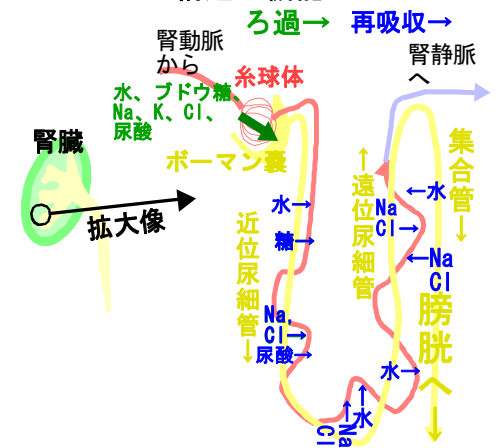 ろ過→
再吸収→
腎動脈
から
腎静脈
へ
糸球体
水、ブドウ糖、
Na、K、Cl、
尿酸
腎臓
ボーマン嚢
拡大像
近位尿細管→
水→
糖→
Na,
Cl→
尿酸→
←遠位尿細管
Na
Cl→
集合管→
←水
←Na
Cl
膀胱へ→
水→
←水
←Na
Cl